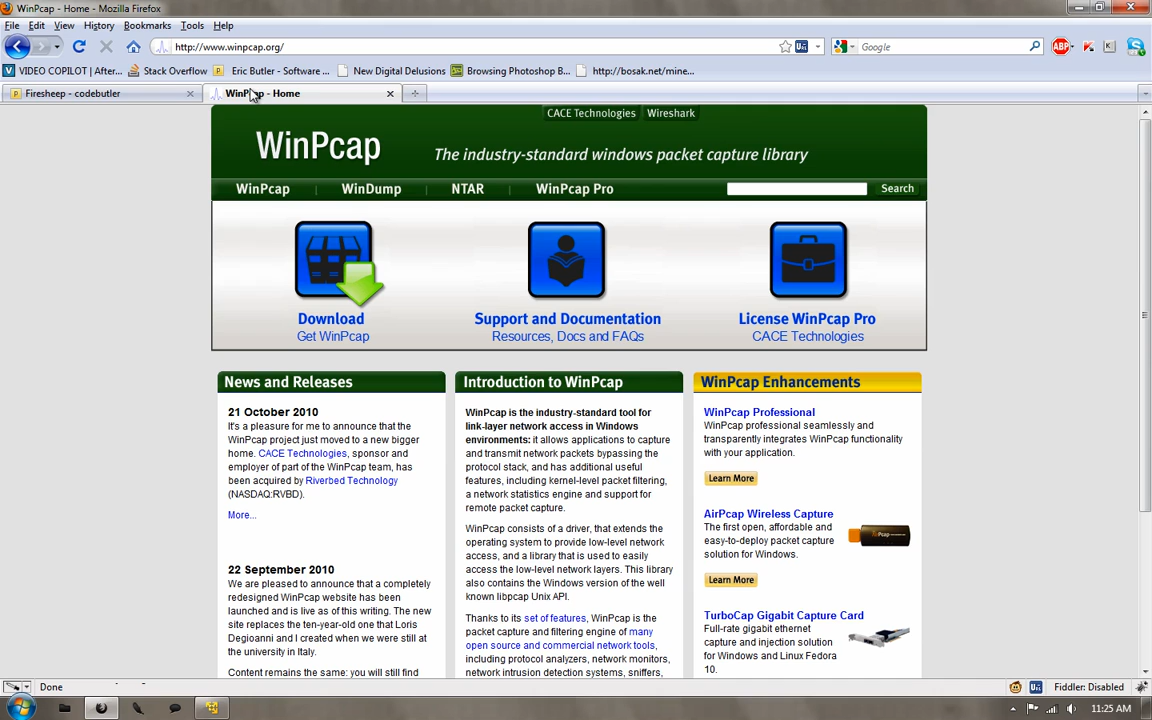 WinPcap - Home - Mozilla Firefox
File Edit View History Bookmarks Tools Help
http://www.winpcap.org/
Google
VIDEO COPILOT | After... Stack Overflow Eric Butler - Software ... New Digital Delusions Browsing Photoshop B... http://bosak.net/mine...
Firesheep - codebutler
WinPcap - Home
CACE Technologies Wireshark
WinPcap
The industry-standard windows packet capture library
WinPcap | WinDump | NTAR | WinPcap Pro Search
Download
Get WinPcap
Support and Documentation
Resources, Docs and FAQs
License WinPcap Pro
CACE Technologies
News and Releases
21 October 2010
It's a pleasure for me to announce that the
WinPcap project just moved to a new bigger
home. CACE Technologies, sponsor and
employer of part of the WinPcap team, has
been acquired by Riverbed Technology
(NASDAQ:RVBD).
More...
22 September 2010
We are pleased to announce that a completely
redesigned WinPcap website has been
launched and is live as of this writing. The new
site replaces the ten-year-old one that Loris
Degioanni and I created when we were still at
the university in Italy.
Content remains the same: you will still find
Introduction to WinPcap
WinPcap is the industry-standard tool for
link-layer network access in Windows
environments: it allows applications to capture
and transmit network packets bypassing the
protocol stack, and has additional useful
features, including kernel-level packet filtering,
a network statistics engine and support for
remote packet capture.
WinPcap consists of a driver, that extends the
operating system to provide low-level network
access, and a library that is used to easily
access the low-level network layers. This library
also contains the Windows version of the well
known libpcap Unix API.
Thanks to its set of features, WinPcap is the
packet capture and filtering engine of many
open source and commercial network tools,
including protocol analyzers, network monitors,
network intrusion detection systems, sniffers,
WinPcap Enhancements
WinPcap Professional
WinPcap professional seamlessly and
transparently integrates WinPcap functionality
with your application.
Learn More
AirPcap Wireless Capture
The first open, affordable and
easy-to-deploy packet capture
solution for Windows.
Learn More
TurboCap Gigabit Capture Card
Full-rate gigabit ethernet
capture and injection solution
for Windows and Linux Fedora
10.
Done
Fiddler: Disabled
11:25 AM